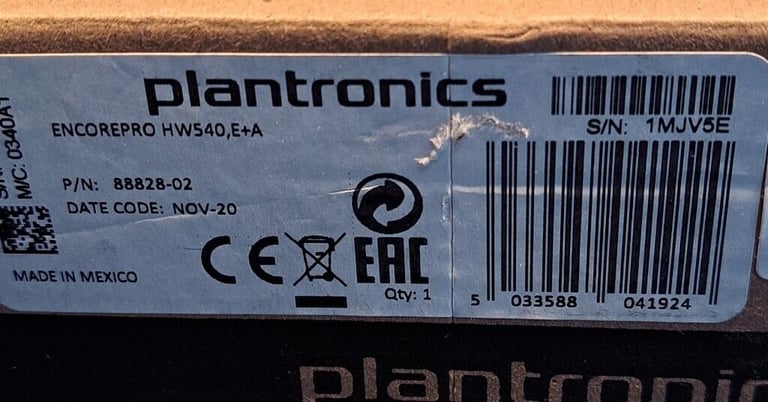 plantronics
ENCOREPRO HW540,E+A
S/N: 1MJV5E
P/N: 88828-02
DATE CODE: NOV-20
M/C: 0340A1
CE EAC
MADE IN MEXICO
Qty: 1
5 033588 041924
plantronic